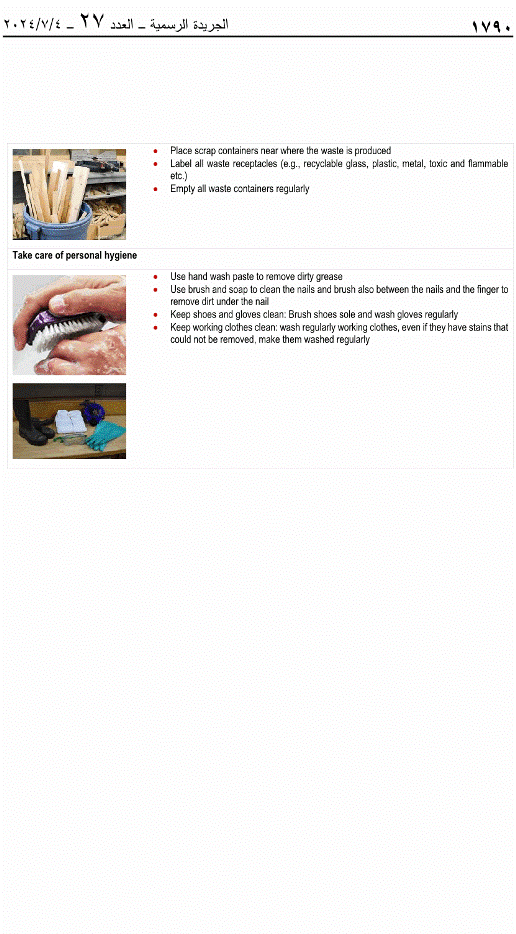 ١٧٩٠
الجريدة الرسمية ــ العدد ٢٧ ــ ٢٠٢٤/٧/٤
• Place scrap containers near where the waste is produced
• Label all waste receptacles (e.g., recyclable glass, plastic, metal, toxic and flammable
etc.)
• Empty all waste containers regularly
Take care of personal hygiene
• Use hand wash paste to remove dirty grease
• Use brush and soap to clean the nails and brush also between the nails and the finger to
remove dirt under the nail
• Keep shoes and gloves clean: Brush shoes sole and wash gloves regularly
• Keep working clothes clean: wash regularly working clothes, even if they have stains that
could not be removed, make them washed regularly